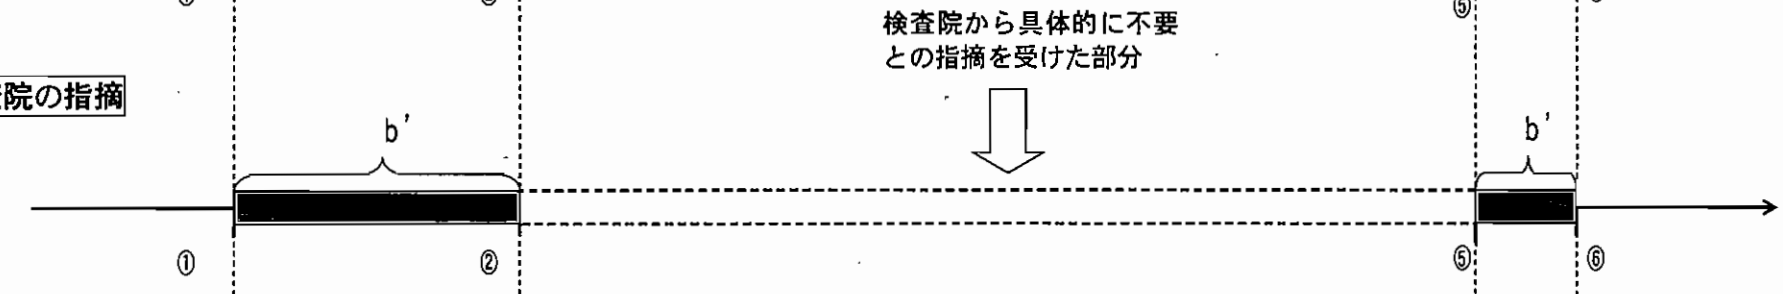 ⑤
検査院から具体的に不要
との指摘を受けた部分
院の指摘
b'
b'
①
②
⑤
⑥